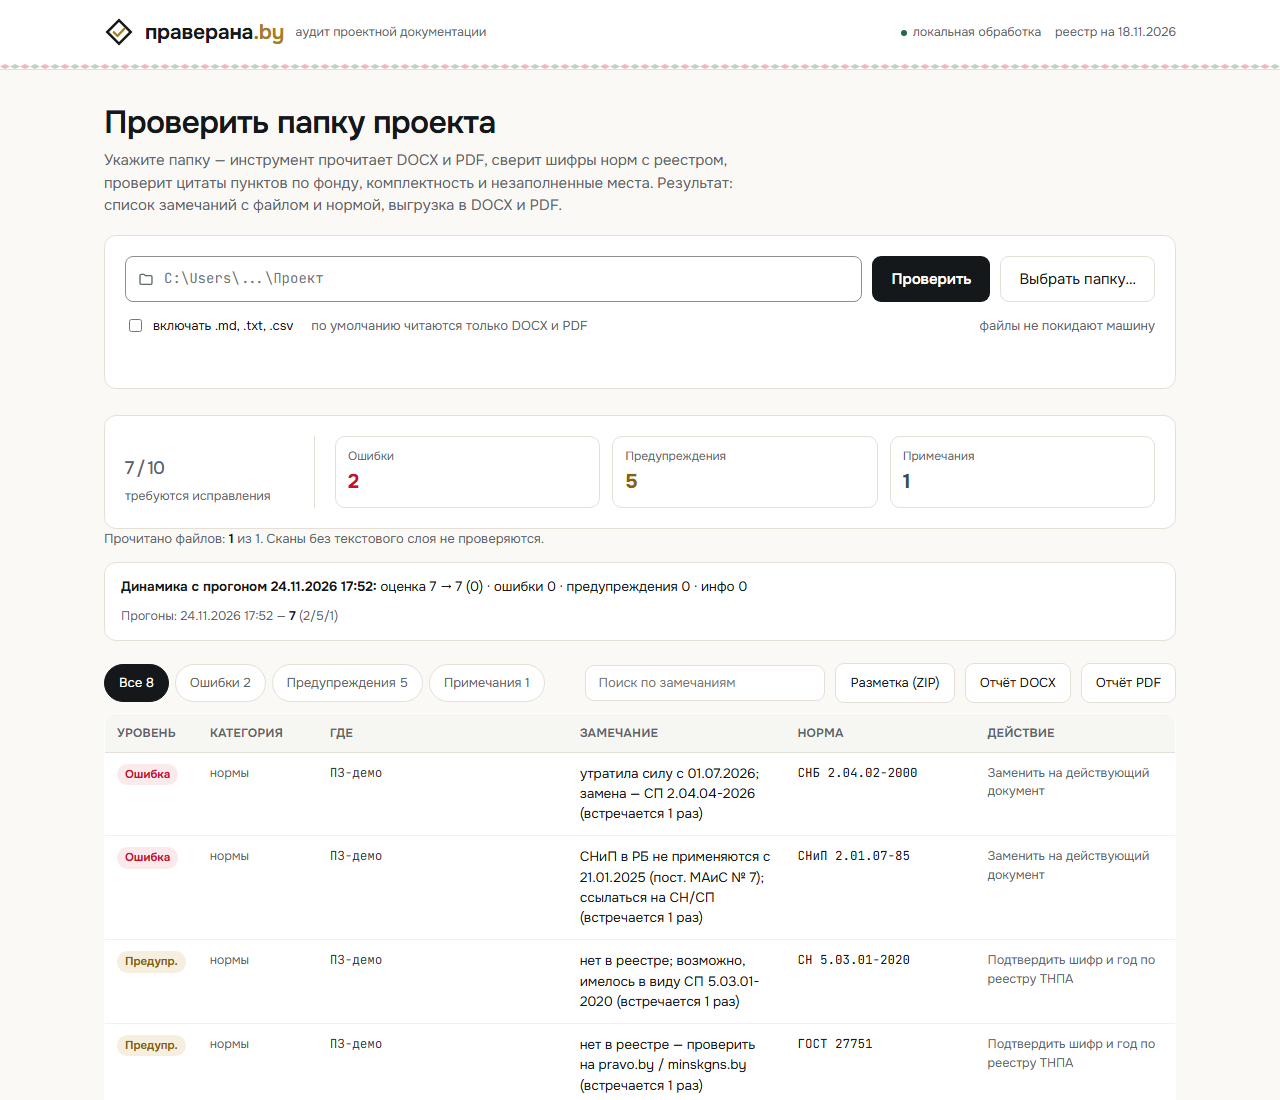 праверана.by аудит проектной документации
локальная обработка реестр на 18.11.2026
Проверить папку проекта
Укажите папку — инструмент прочитает DOCX и PDF, сверит шифры норм с реестром,
проверит цитаты пунктов по фонду, комплектность и незаполненные места. Результат:
список замечаний с файлом и нормой, выгрузка в DOCX и PDF.
C:\Users\...\Проект
Проверить
Выбрать папку...
включать .md, .txt, .csv
по умолчанию читаются только DOCX и PDF
файлы не покидают машину
7 / 10
требуются исправления
Ошибки
2
Предупреждения
5
Примечания
1
Прочитано файлов: 1 из 1. Сканы без текстового слоя не проверяются.
Динамика с прогоном 24.11.2026 17:52: оценка 7 → 7 (0) · ошибки 0 · предупреждения 0 · инфо 0
Прогоны: 24.11.2026 17:52 — 7 (2/5/1)
Все 8
Ошибки 2
Предупреждения 5
Примечания 1
Поиск по замечаниям
Разметка (ZIP)
Отчёт DOCX
Отчёт PDF
УРОВЕНЬ КАТЕГОРИЯ ГДЕ ЗАМЕЧАНИЕ НОРМА ДЕЙСТВИЕ
Ошибка
нормы
ПЗ-демо
утратила силу с 01.07.2026;
замена — СП 2.04.04-2026
(встречается 1 раз)
СНБ 2.04.02-2000
Заменить на действующий
документ
Ошибка
нормы
ПЗ-демо
СНиП в РБ не применяются с
21.01.2025 (пост. МАиС № 7);
ссылаться на СН/СП
(встречается 1 раз)
СНиП 2.01.07-85
Заменить на действующий
документ
Предупр.
нормы
ПЗ-демо
нет в реестре; возможно,
имелось в виду СП 5.03.01-
2020 (встречается 1 раз)
СН 5.03.01-2020
Подтвердить шифр и год по
реестру ТНПА
Предупр.
нормы
ПЗ-демо
нет в реестре — проверить
на pravo.by / minskgns.by
(встречается 1 раз)
ГОСТ 27751
Подтвердить шифр и год по
реестру ТНПА